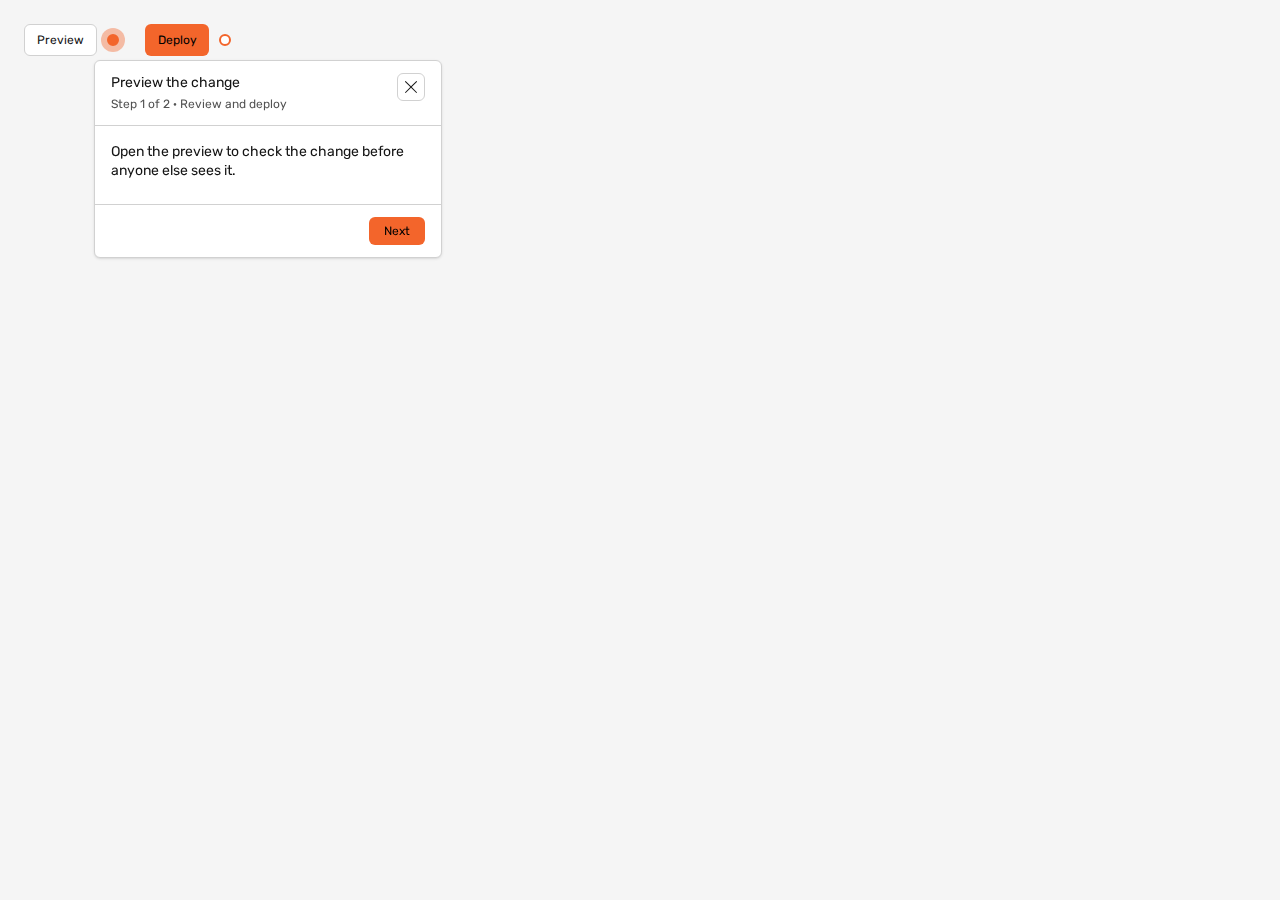 Preview
Deploy
Preview the change
Step 1 of 2 • Review and deploy
Open the preview to check the change before
anyone else sees it.
Next